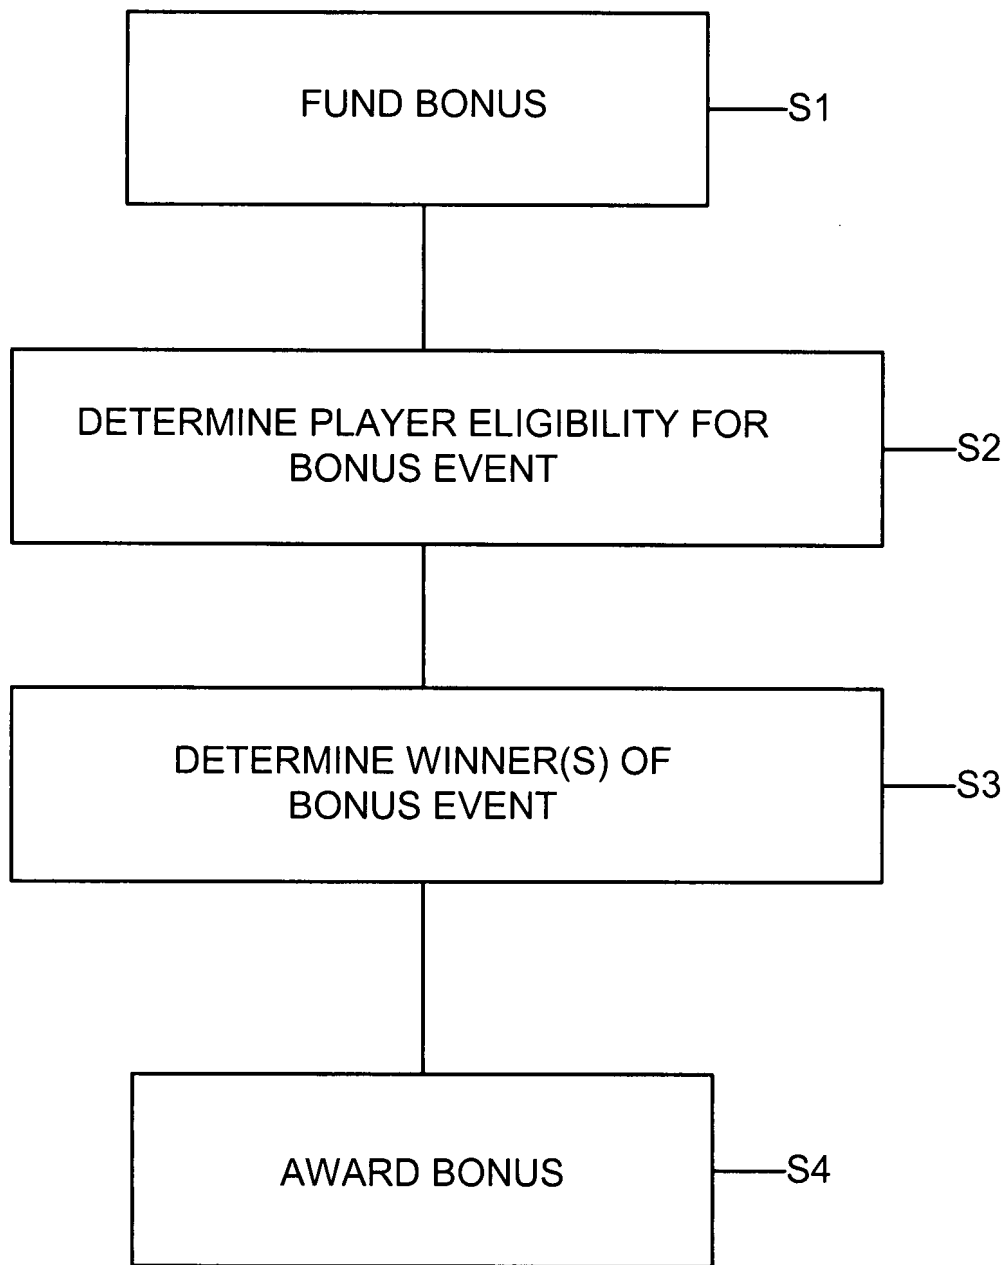 FUND BONUS
S1
DETERMINE PLAYER ELIGIBILITY FOR
BONUS EVENT
S2
DETERMINE WINNER(S) OF
BONUS EVENT
S3
AWARD BONUS
S4